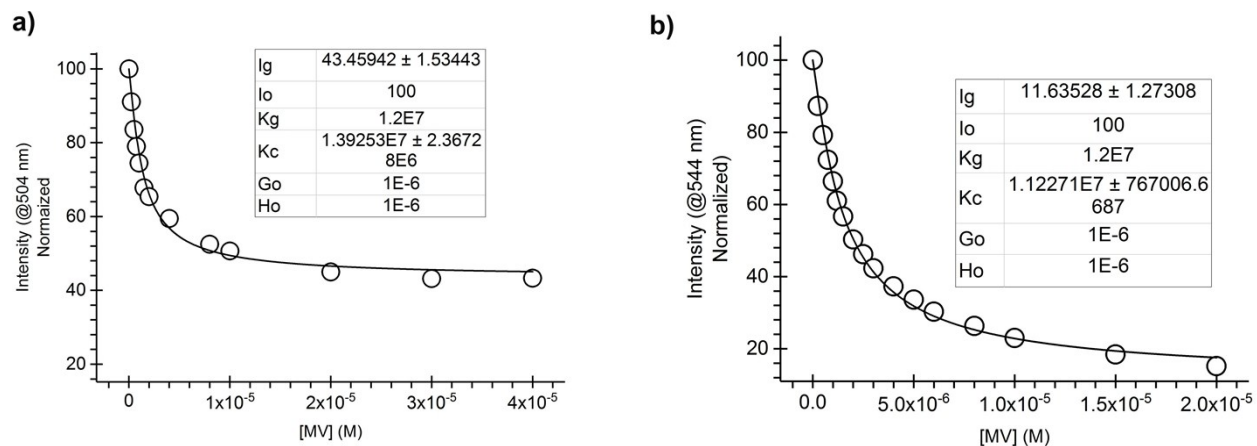 a)
Intensity (@504 nm)
Normaized
100
80
60
40
20
Ig 43.45942 ± 1.53443
Io 100
Kg 1.2E7
Kc 1.39253E7 ± 2.3672
8E6
Go 1E-6
Ho 1E-6
0 1x10⁻⁵ 2x10⁻⁵ 3x10⁻⁵ 4x10⁻⁵
[MV] (M)
b)
Intensity (@544 nm)
Normalized)
100
80
60
40
20
Ig 11.63528 ± 1.27308
Io 100
Kg 1.2E7
Kc 1.12271E7 ± 767006.6
687
Go 1E-6
Ho 1E-6
0.0 5.0x10⁻⁶ 1.0x10⁻⁵ 1.5x10⁻⁵ 2.0x10⁻⁵
[MV] (M)